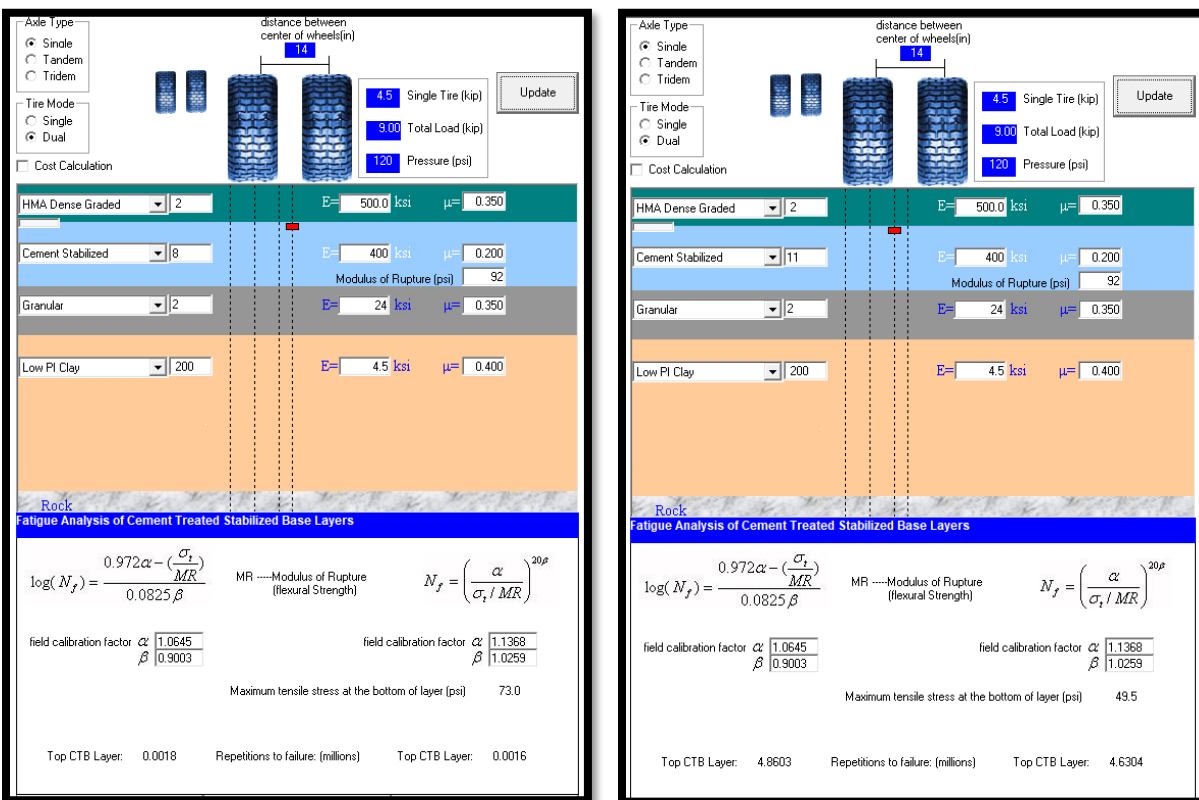 Axle Type
Single
Tandem
Tridem
Tire Mode
Single
Dual
Cost Calculation
distance between
center of wheels(in)
14
4.5 Single Tire (kip)
9.00 Total Load (kip)
120 Pressure (psi)
Update
HMA Dense Graded 2 E= 500.0 ksi μ= 0.350
Cement Stabilized 8 E= 400 ksi μ= 0.200
Modulus of Rupture (psi) 92
Granular 2 E= 24 ksi μ= 0.350
Low PI Clay 200 E= 4.5 ksi μ= 0.400
Rock
Fatigue Analysis of Cement Treated Stabilized Base Layers
log(N_f) = (0.972α − (σ_t / MR)) / (0.0825 β)
MR ----Modulus of Rupture
(flexural Strength)
N_f = (α / (σ_t / MR))^(20β)
field calibration factor α 1.0645
β 0.9003
field calibration factor α 1.1368
β 1.0259
Maximum tensile stress at the bottom of layer (psi) 73.0
Top CTB Layer: 0.0018 Repetitions to failure: (millions) Top CTB Layer: 0.0016
Axle Type
Single
Tandem
Tridem
Tire Mode
Single
Dual
Cost Calculation
distance between
center of wheels(in)
14
4.5 Single Tire (kip)
9.00 Total Load (kip)
120 Pressure (psi)
Update
HMA Dense Graded 2 E= 500.0 ksi μ= 0.350
Cement Stabilized 11 E= 400 ksi μ= 0.200
Modulus of Rupture (psi) 92
Granular 2 E= 24 ksi μ= 0.350
Low PI Clay 200 E= 4.5 ksi μ= 0.400
Rock
Fatigue Analysis of Cement Treated Stabilized Base Layers
log(N_f) = (0.972α − (σ_t / MR)) / (0.0825 β)
MR ----Modulus of Rupture
(flexural Strength)
N_f = (α / (σ_t / MR))^(20β)
field calibration factor α 1.0645
β 0.9003
field calibration factor α 1.1368
β 1.0259
Maximum tensile stress at the bottom of layer (psi) 49.5
Top CTB Layer: 4.8603 Repetitions to failure: (millions) Top CTB Layer: 4.6304